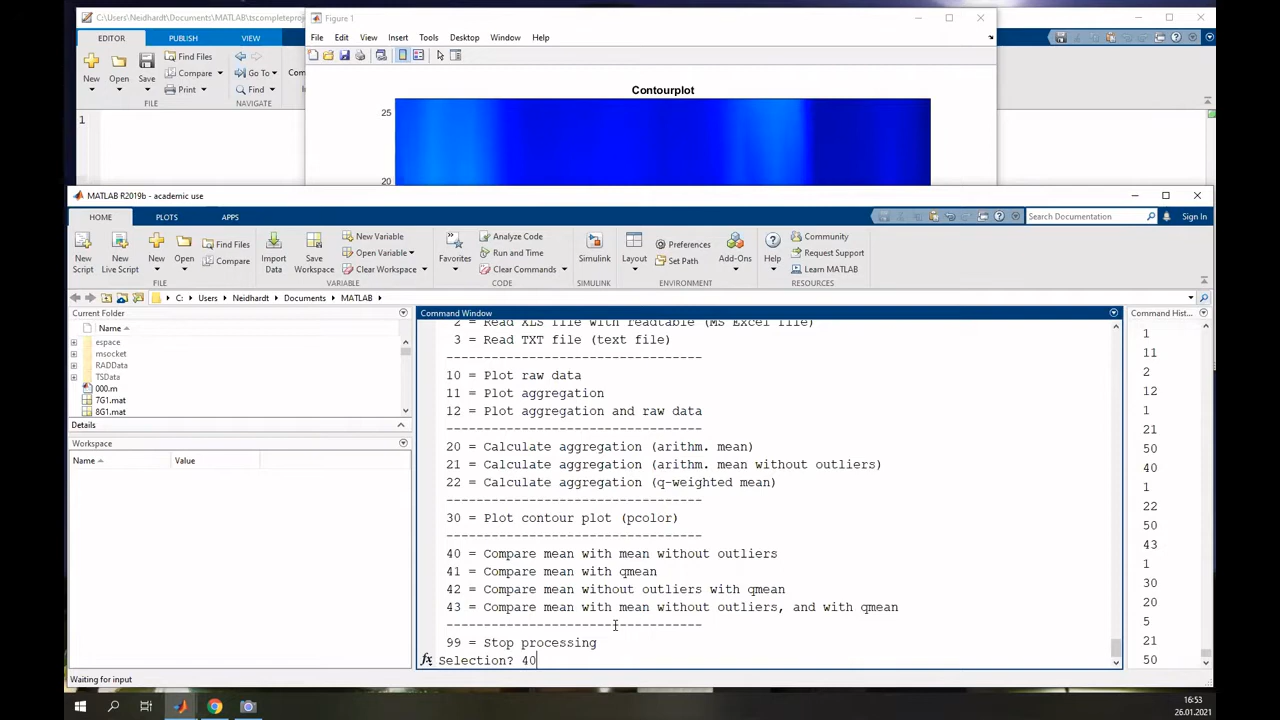 C:\Users\Neidhardt\Documents\MATLAB\tscompleteproj
Figure 1
EDITOR PUBLISH VIEW
File Edit View Insert Tools Desktop Window Help
New Open Save
Find Files
Compare
Print
Go To
Find
FILE NAVIGATE
1
Contourplot
25
20
MATLAB R2019b - academic use
HOME PLOTS APPS
Search Documentation
Sign In
New Script
New Live Script
New
Open
Find Files
Compare
Import Data
Save Workspace
New Variable
Open Variable
Clear Workspace
Favorites
Analyze Code
Run and Time
Clear Commands
Simulink
Layout
Preferences
Set Path
Add-Ons
Help
Community
Request Support
Learn MATLAB
FILE VARIABLE CODE SIMULINK ENVIRONMENT RESOURCES
C: Users Neidhardt Documents MATLAB
Current Folder
Name
espace
msocket
RADData
TSData
000.m
7G1.mat
8G1.mat
Details
Workspace
Name Value
Command Window
2 = Read XLS file with readtable (MS Excel file)
3 = Read TXT file (text file)
----------------------------------
10 = Plot raw data
11 = Plot aggregation
12 = Plot aggregation and raw data
----------------------------------
20 = Calculate aggregation (arithm. mean)
21 = Calculate aggregation (arithm. mean without outliers)
22 = Calculate aggregation (q-weighted mean)
----------------------------------
30 = Plot contour plot (pcolor)
----------------------------------
40 = Compare mean with mean without outliers
41 = Compare mean with qmean
42 = Compare mean without outliers with qmean
43 = Compare mean with mean without outliers, and with qmean
----------------------------------
99 = Stop processing
fx Selection? 40
Command His...
1
11
2
12
1
21
50
40
1
22
50
43
1
30
20
5
21
50
Waiting for input
16:53
26.01.2021